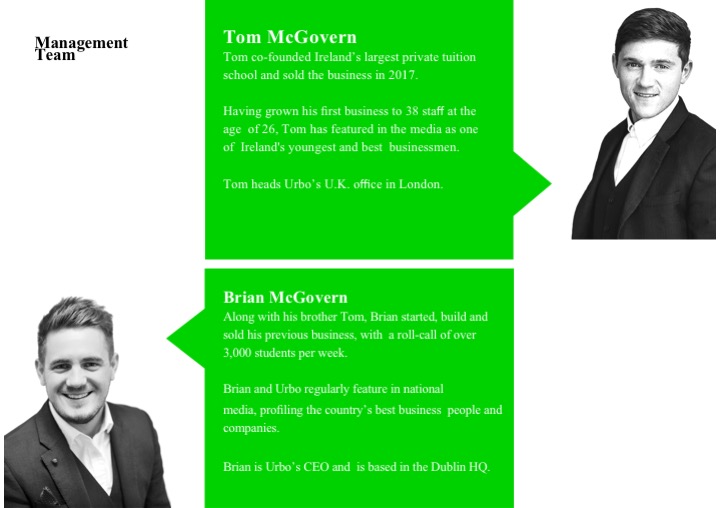 Management
Team
Tom McGovern
Tom co-founded Ireland’s largest private tuition
school and sold the business in 2017.
Having grown his first business to 38 staff at the
age of 26, Tom has featured in the media as one
of Ireland's youngest and best businessmen.
Tom heads Urbo’s U.K. office in London.
Brian McGovern
Along with his brother Tom, Brian started, build and
sold his previous business, with a roll-call of over
3,000 students per week.
Brian and Urbo regularly feature in national
media, profiling the country’s best business people and
companies.
Brian is Urbo’s CEO and is based in the Dublin HQ.